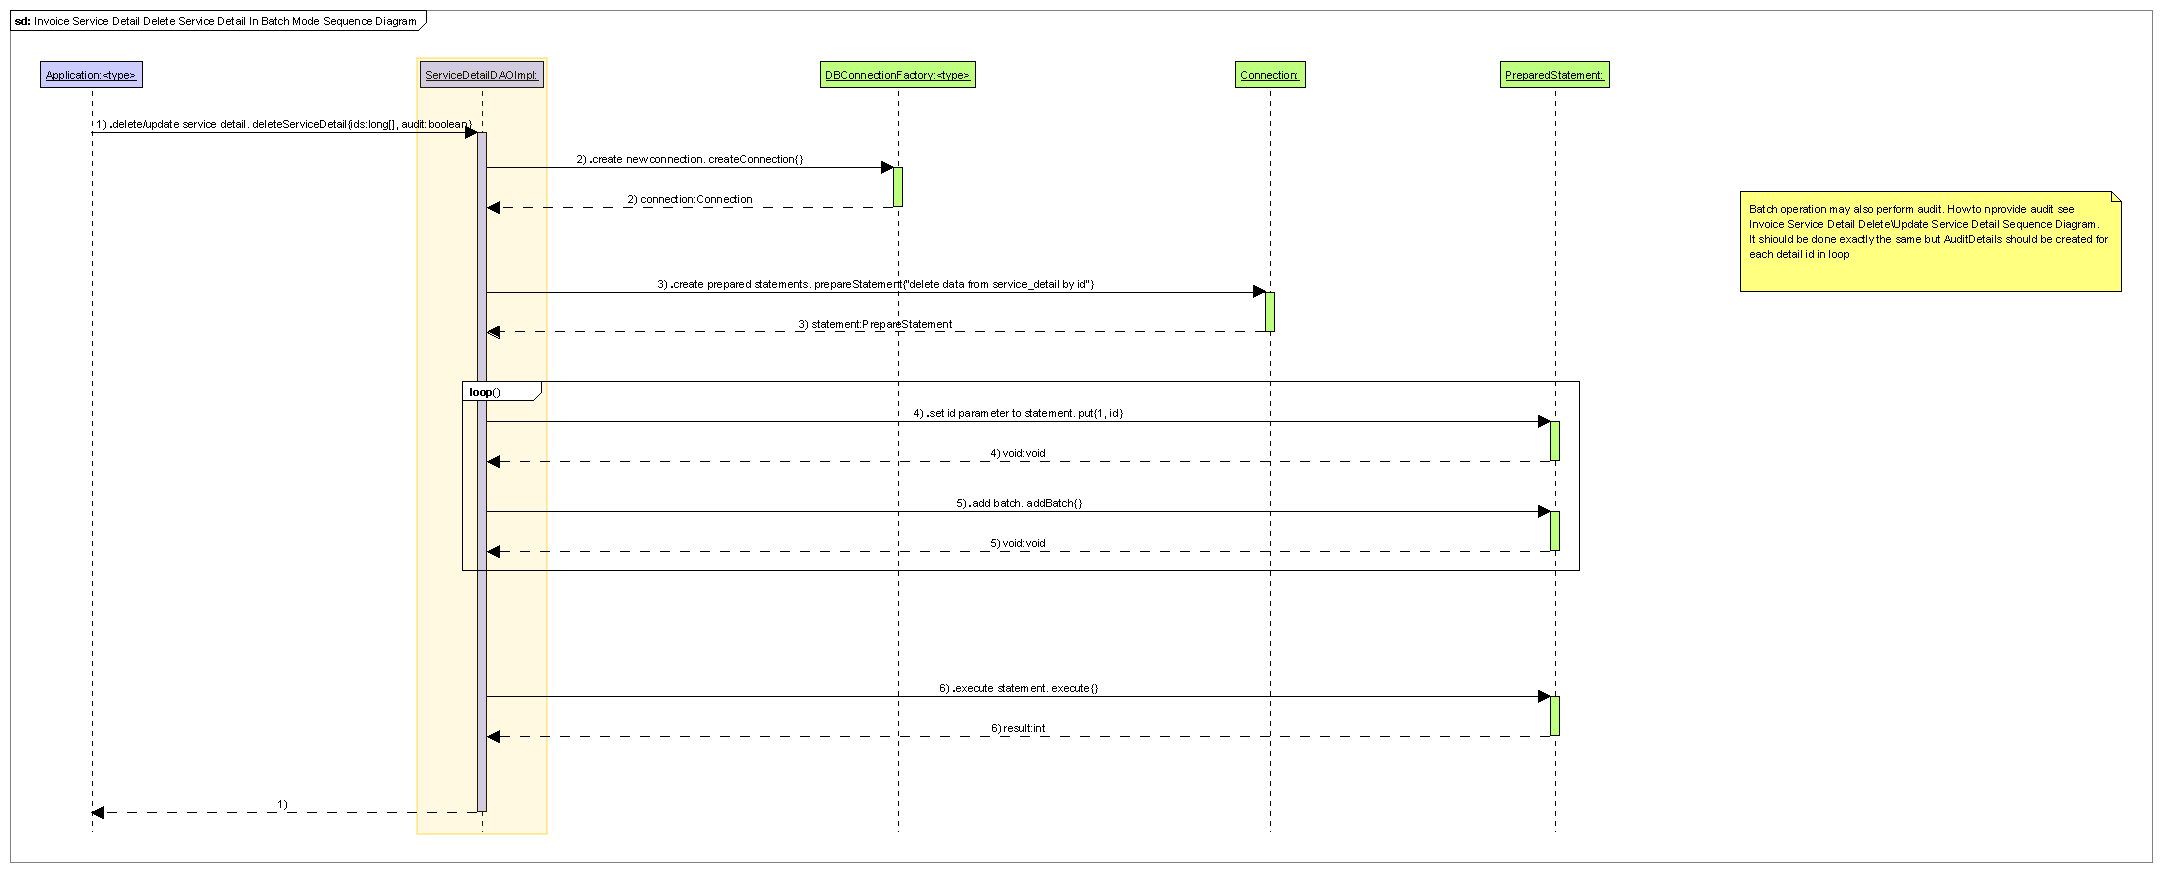 sd: Invoice Service Detail Delete Service Detail In Batch Mode Sequence Diagram
Application:<type>
ServiceDetailDAOImpl:
DBConnectionFactory:<type>
Connection:
PreparedStatement:
1) .delete/update service detail. deleteServiceDetail{ids:long[], audit:boolean}
2) .create new connection. createConnection{}
2) connection:Connection
Batch operation may also perform audit. How to nprovide audit see
Invoice Service Detail Delete\Update Service Detail Sequence Diagram.
It shiould be done exactly the same but AuditDetails should be created for
each detail id in loop
3) .create prepared statements. prepareStatement{"delete data from service_detail by id"}
3) statement:PrepareStatement
loop()
4) .set id parameter to statement. put{1, id}
4) void:void
5) .add batch. addBatch{}
5) void:void
6) .execute statement. execute{}
6) result:int
1)